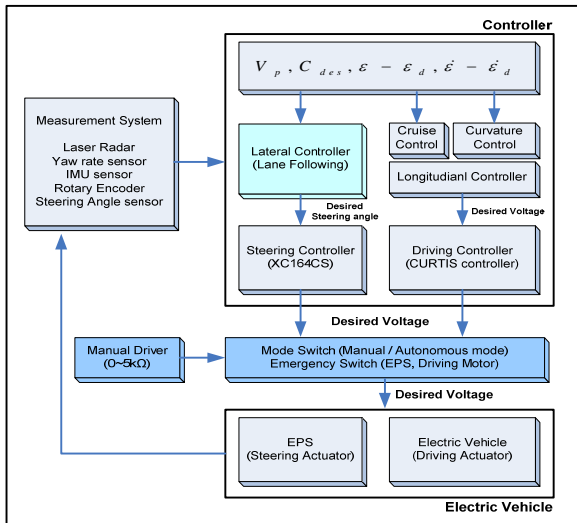 Controller
V p , C des , ε − ε d , ε̇ − ε̇ d
Measurement System
Laser Radar
Yaw rate sensor
IMU sensor
Rotary Encoder
Steering Angle sensor
Lateral Controller
(Lane Following)
Cruise
Control
Curvature
Control
Longitudianl Controller
Desired
Steering angle
Desired Voltage
Steering Controller
(XC164CS)
Driving Controller
(CURTIS controller)
Desired Voltage
Manual Driver
(0~5kΩ)
Mode Switch (Manual / Autonomous mode)
Emergency Switch (EPS, Driving Motor)
Desired Voltage
EPS
(Steering Actuator)
Electric Vehicle
(Driving Actuator)
Electric Vehicle